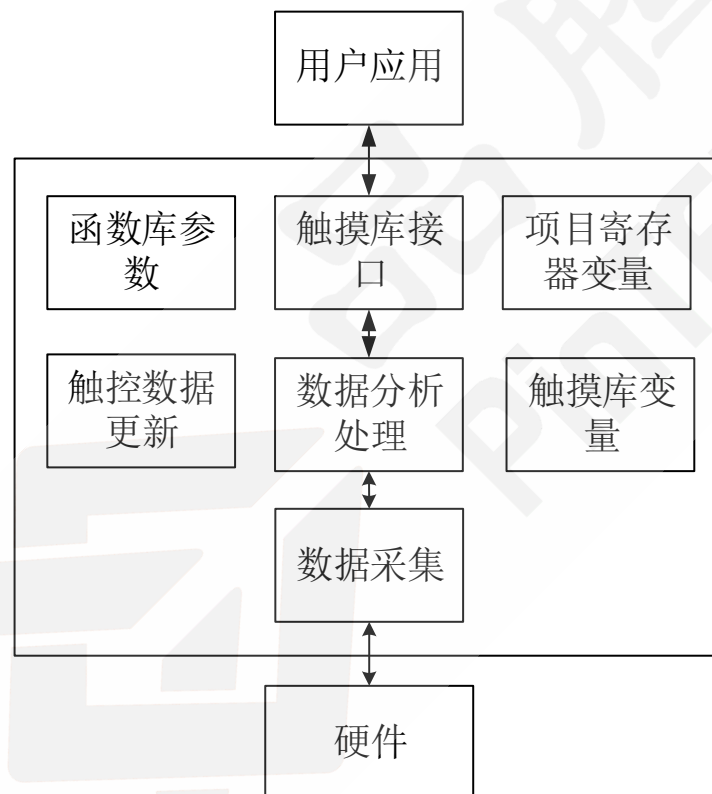 用户应用
函数库参
数
触摸库接
口
项目寄存
器变量
触控数据
更新
数据分析
处理
触摸库变
量
数据采集
硬件